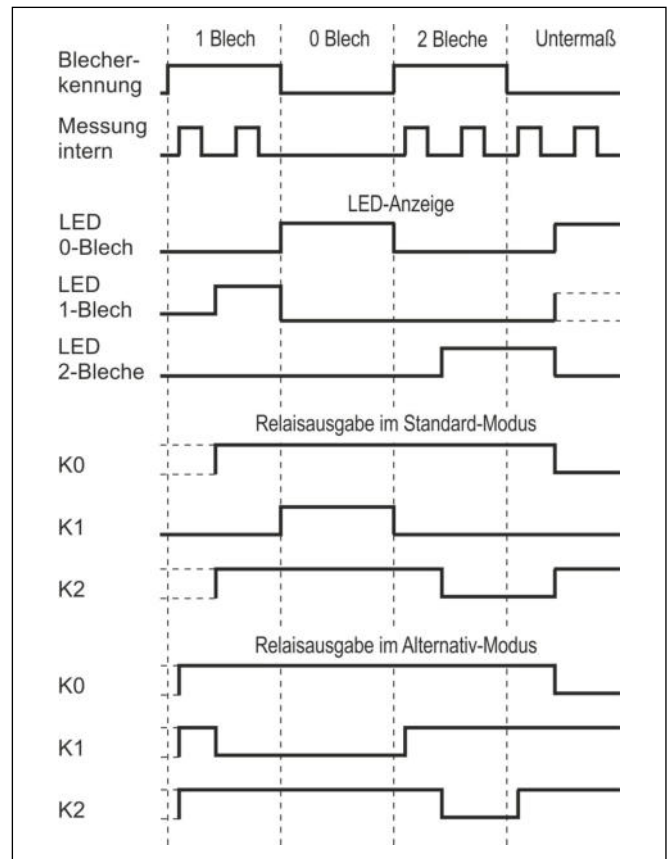 1 Blech 0 Blech 2 Bleche Untermaß
Blecher-
kennung
Messung
intern
LED-Anzeige
LED
0-Blech
LED
1-Blech
LED
2-Bleche
Relaisausgabe im Standard-Modus
K0
K1
K2
Relaisausgabe im Alternativ-Modus
K0
K1
K2